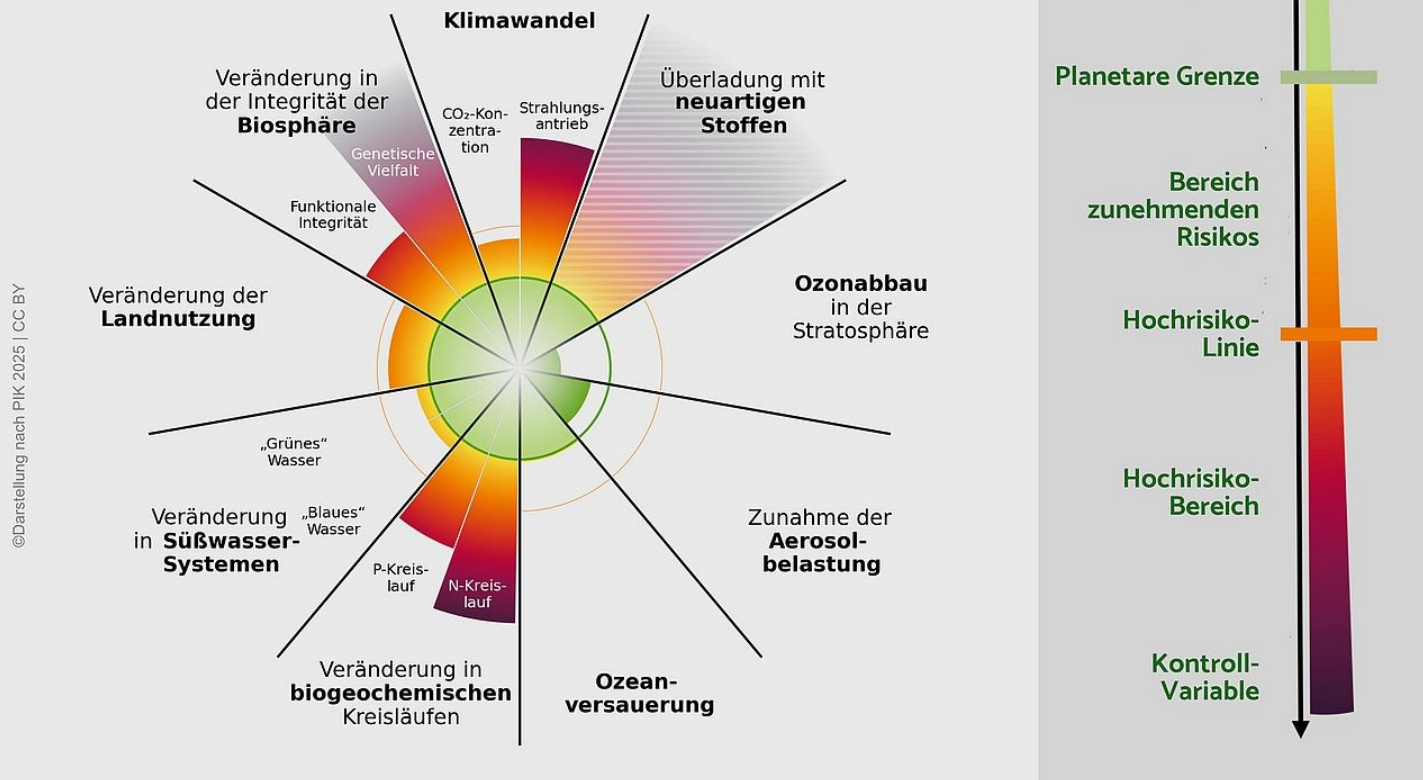 Klimawandel
Veränderung in
der Integrität der
Biosphäre
Genetische
Vielfalt
Funktionale
Integrität
CO₂-Kon-
zentra-
tion
Strahlungs-
antrieb
Überladung mit
neuartigen
Stoffen
Ozonabbau
in der
Stratosphäre
Zunahme der
Aerosol-
belastung
Ozean-
versauerung
Veränderung in
biogeochemischen
Kreisläufen
P-Kreis-
lauf
N-Kreis-
lauf
Veränderung
in Süßwasser-
Systemen
„Grünes“
Wasser
„Blaues“
Wasser
Veränderung der
Landnutzung
©Darstellung nach PIK 2025 | CC BY
Planetare Grenze
Bereich
zunehmenden
Risikos
Hochrisiko-
Linie
Hochrisiko-
Bereich
Kontroll-
Variable